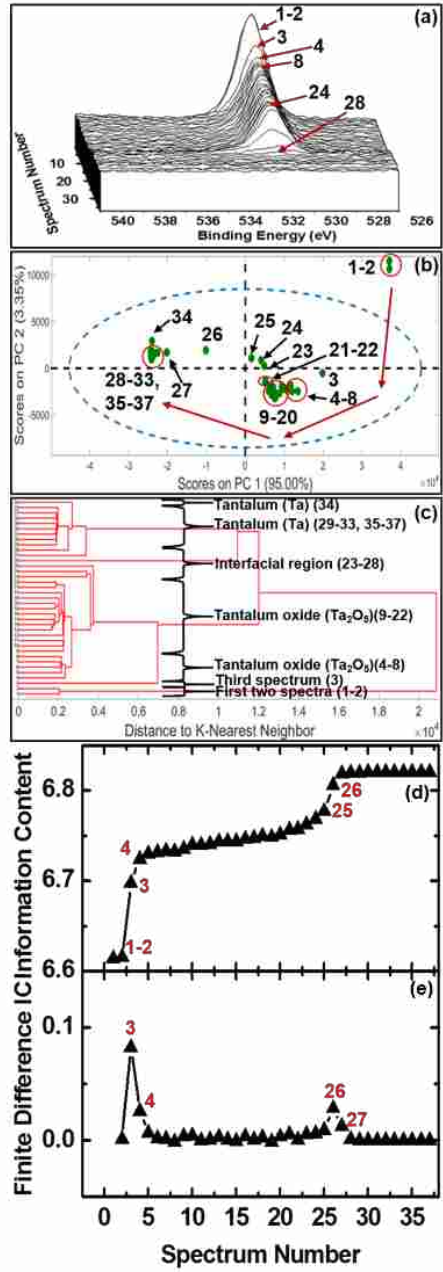 (a)
1-2
3
4
8
24
28
Spectrum Number
10
20
30
540 538 536 534 532 530 528 526
Binding Energy (eV)
(b)
Scores on PC 2 (3.35%)
10000
5000
0
-5000
1-2
34
26
25
24
23
21-22
3
28-33,
35-37
27
9-20
4-8
-4 -3 -2 -1 0 1 2 3 4 5
Scores on PC 1 (95.00%) x 10⁴
(c)
Tantalum (Ta) (34)
Tantalum (Ta) (29-33, 35-37)
Interfacial region (23-28)
Tantalum oxide (Ta₂O₅)(9-22)
Tantalum oxide (Ta₂O₅)(4-8)
Third spectrum (3)
First two spectra (1-2)
0 0.2 0.4 0.6 0.8 1 1.2 1.4 1.6 1.8 2
Distance to K-Nearest Neighbor x 10⁴
(d)
Information Content
6.8
6.7
6.6
4
3
1-2
26
25
(e)
Finite Difference IC
0.1
0.0
3
4
26
27
0 5 10 15 20 25 30 35
Spectrum Number